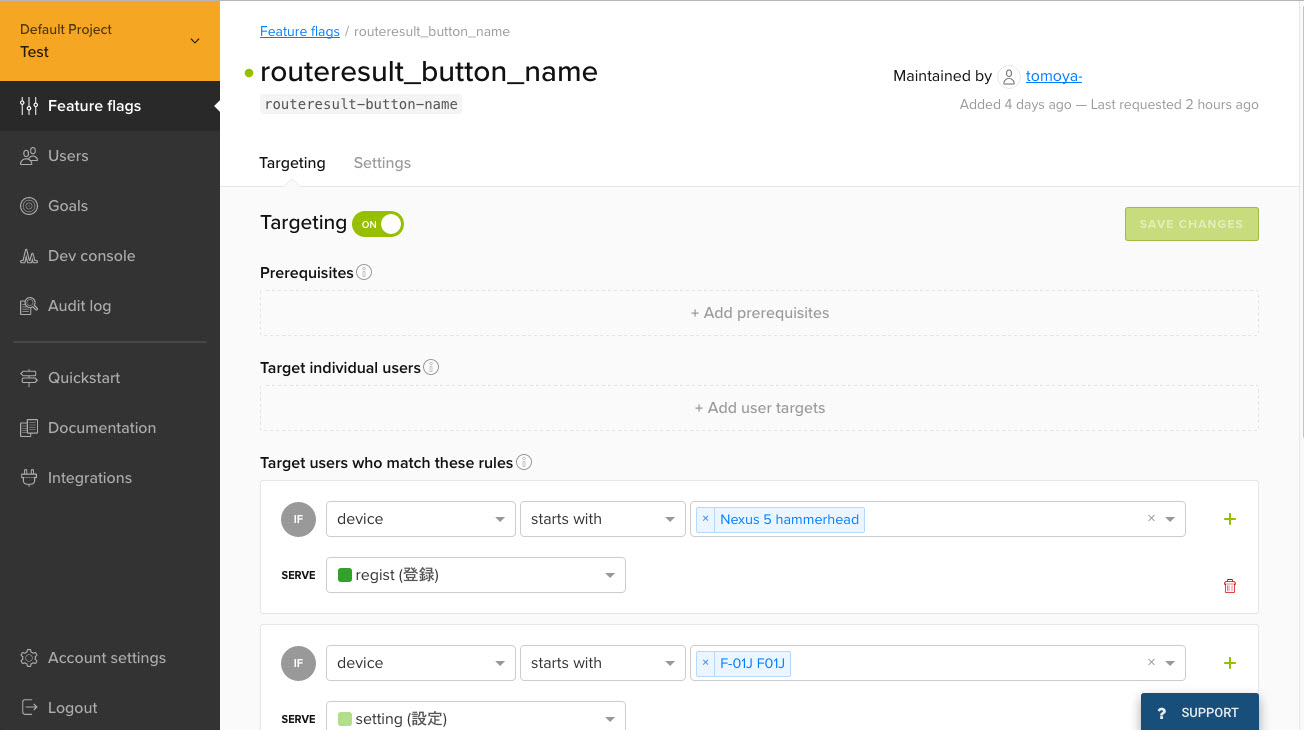 Default Project
Test
Feature flags
Users
Goals
Dev console
Audit log
Quickstart
Documentation
Integrations
Account settings
Logout
Feature flags / routeresult_button_name
routeresult_button_name
routeresult-button-name
Maintained by tomoya-
Added 4 days ago — Last requested 2 hours ago
Targeting Settings
Targeting ON
SAVE CHANGES
Prerequisites
+ Add prerequisites
Target individual users
+ Add user targets
Target users who match these rules
IF device starts with × Nexus 5 hammerhead × +
SERVE regist (登録)
IF device starts with × F-01J F01J × +
SERVE setting (設定)
? SUPPORT